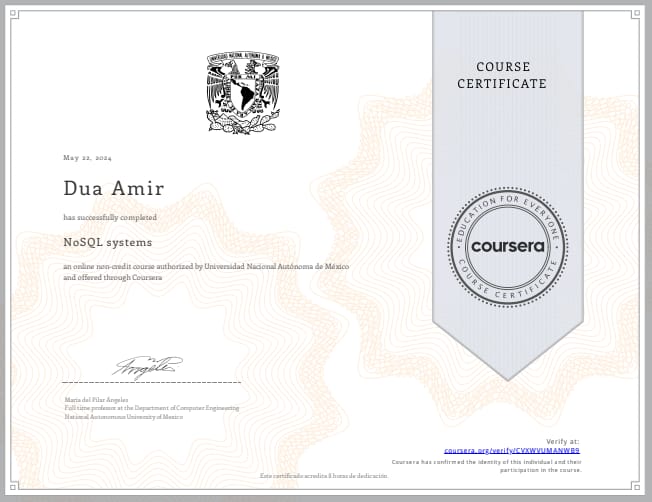 UNIVERSIDAD NACIONAL AUTONOMA DE MEXICO
COURSE
CERTIFICATE
May 22, 2024
Dua Amir
has successfully completed
NoSQL systems
an online non-credit course authorized by Universidad Nacional Autónoma de México
and offered through Coursera
EDUCATION FOR EVERYONE
coursera
COURSE CERTIFICATE
María del Pilar Ángeles
Full time professor at the Department of Computer Engineering
National Autonomous University of Mexico
Verify at:
coursera.org/verify/CVXWVUMANWB9
Coursera has confirmed the identity of this individual and their
participation in the course.
Este certificado acredita 8 horas de dedicación.